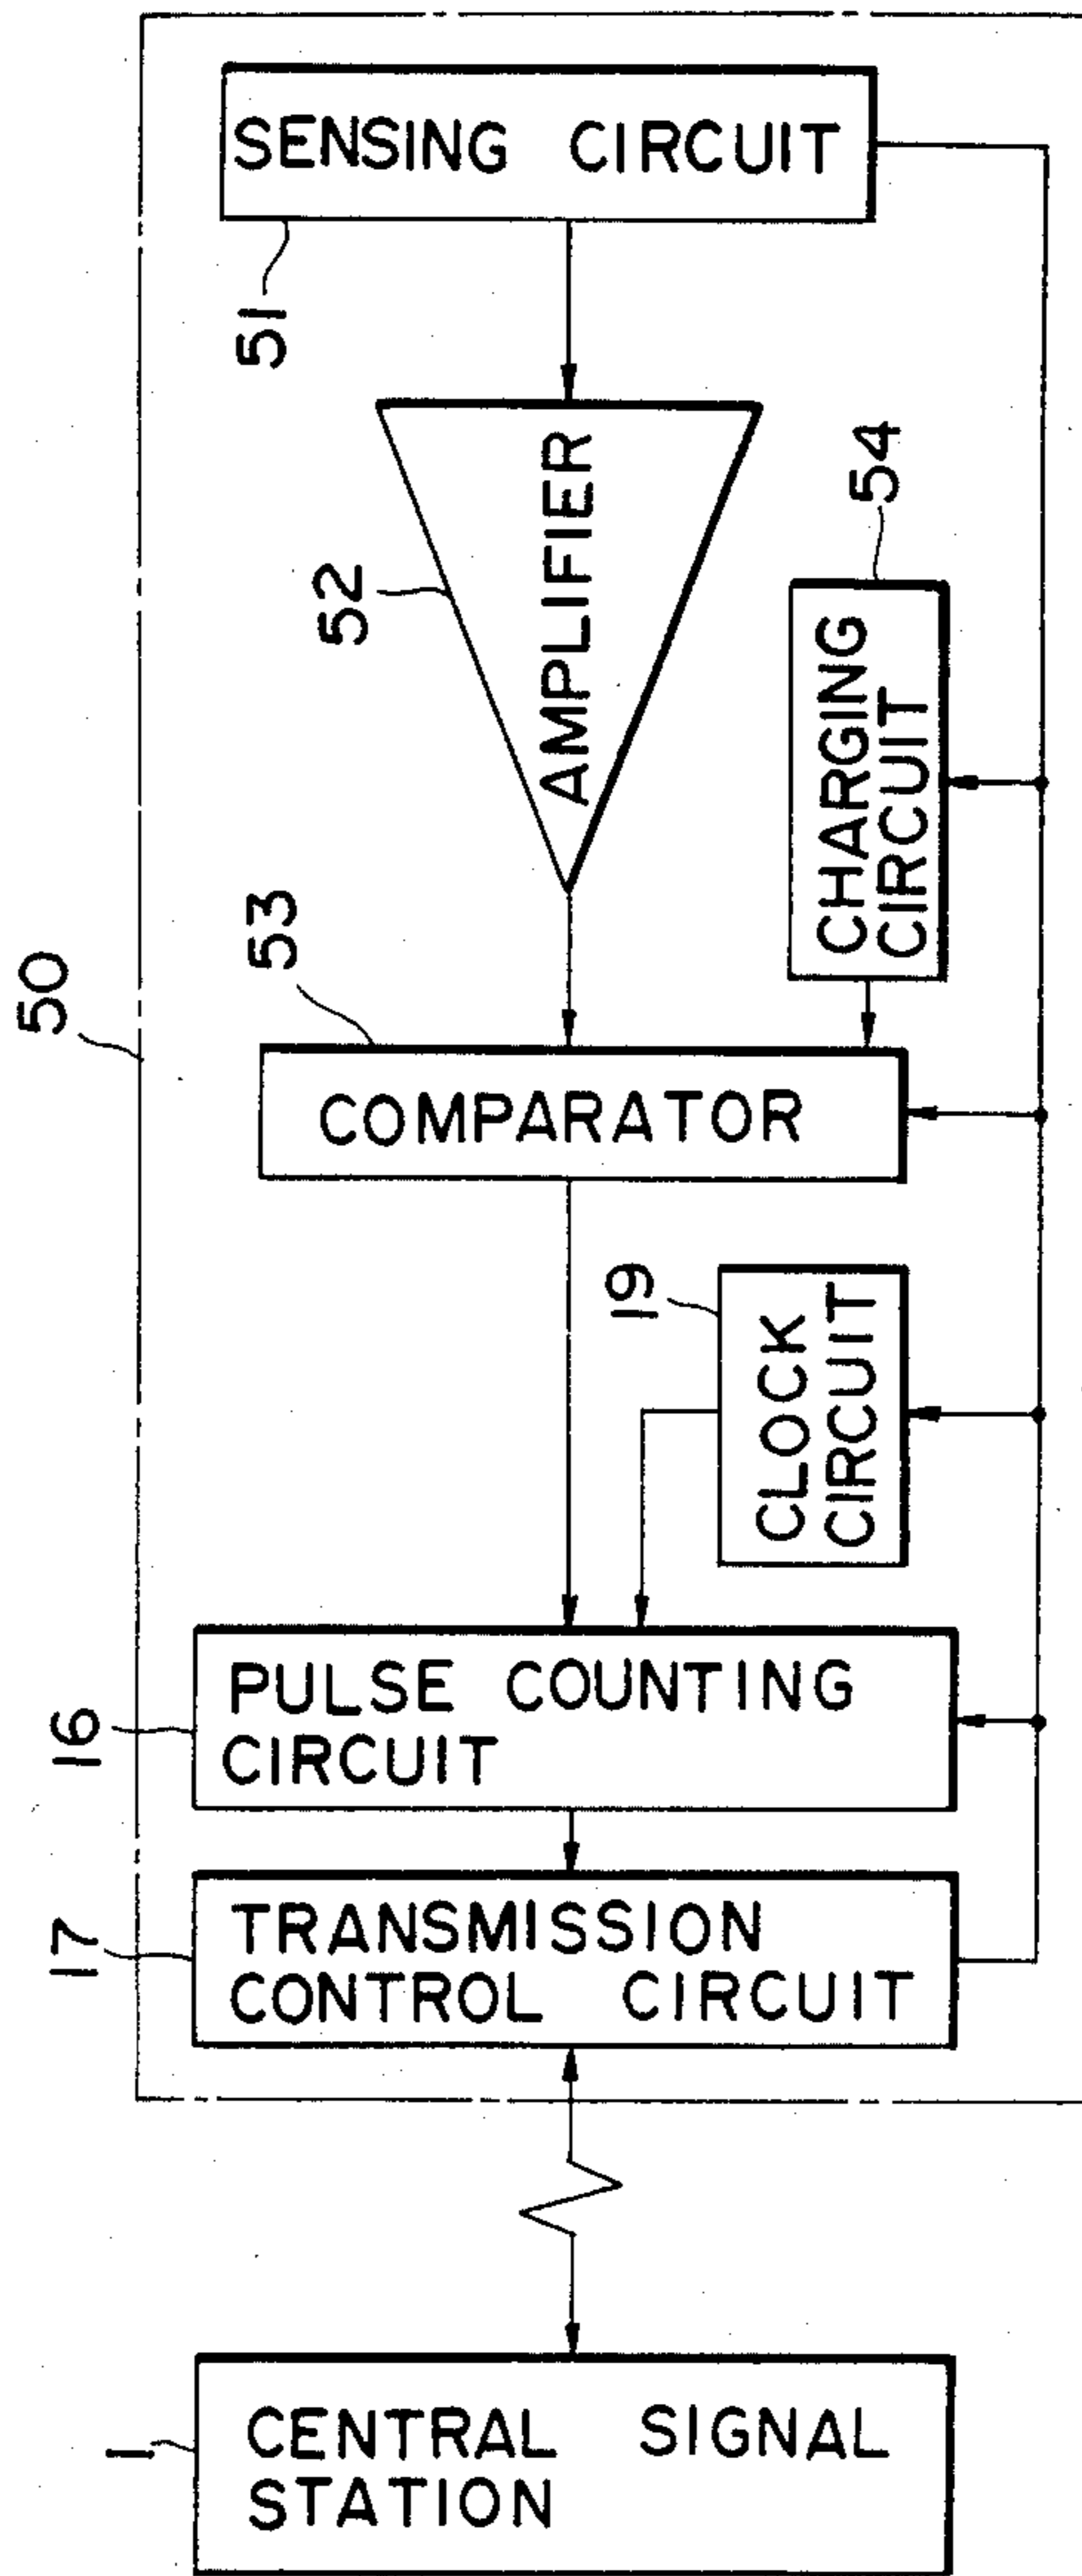 50
SENSING CIRCUIT
51
52
AMPLIFIER
54
CHARGING
CIRCUIT
53
COMPARATOR
19
CLOCK
CIRCUIT
16
PULSE COUNTING
CIRCUIT
17
TRANSMISSION
CONTROL CIRCUIT
1
CENTRAL SIGNAL
STATION